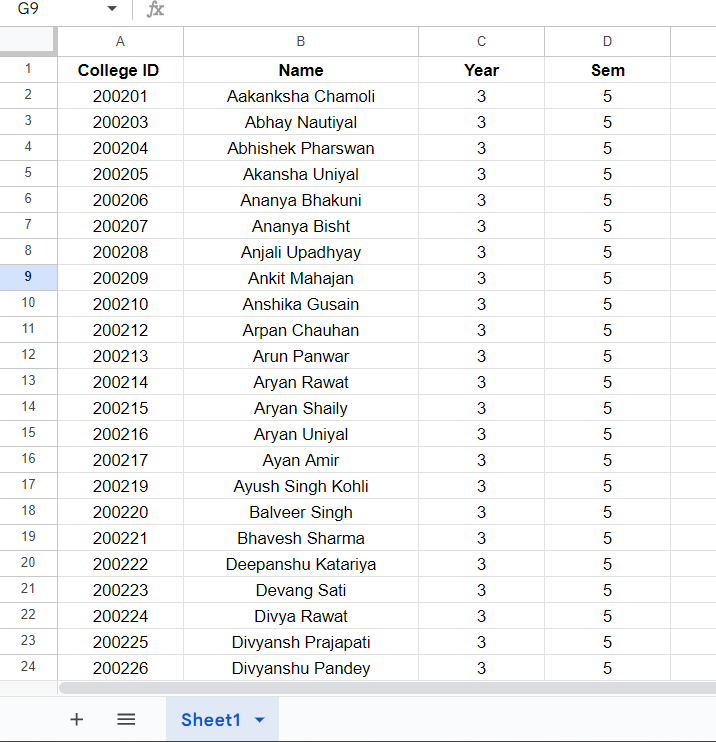 G9 fx
A B C D
1 College ID Name Year Sem
2 200201 Aakanksha Chamoli 3 5
3 200203 Abhay Nautiyal 3 5
4 200204 Abhishek Pharswan 3 5
5 200205 Akansha Uniyal 3 5
6 200206 Ananya Bhakuni 3 5
7 200207 Ananya Bisht 3 5
8 200208 Anjali Upadhyay 3 5
9 200209 Ankit Mahajan 3 5
10 200210 Anshika Gusain 3 5
11 200212 Arpan Chauhan 3 5
12 200213 Arun Panwar 3 5
13 200214 Aryan Rawat 3 5
14 200215 Aryan Shaily 3 5
15 200216 Aryan Uniyal 3 5
16 200217 Ayan Amir 3 5
17 200219 Ayush Singh Kohli 3 5
18 200220 Balveer Singh 3 5
19 200221 Bhavesh Sharma 3 5
20 200222 Deepanshu Katariya 3 5
21 200223 Devang Sati 3 5
22 200224 Divya Rawat 3 5
23 200225 Divyansh Prajapati 3 5
24 200226 Divyanshu Pandey 3 5
Sheet1